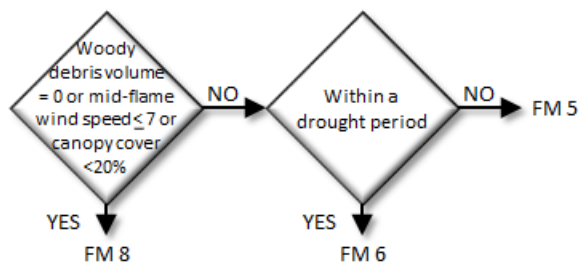 Woody
debris volume
= 0 or mid-flame
wind speed ≤ 7 or
canopy cover
<20%
NO
Within a
drought period
NO
FM 5
YES
FM 8
YES
FM 6